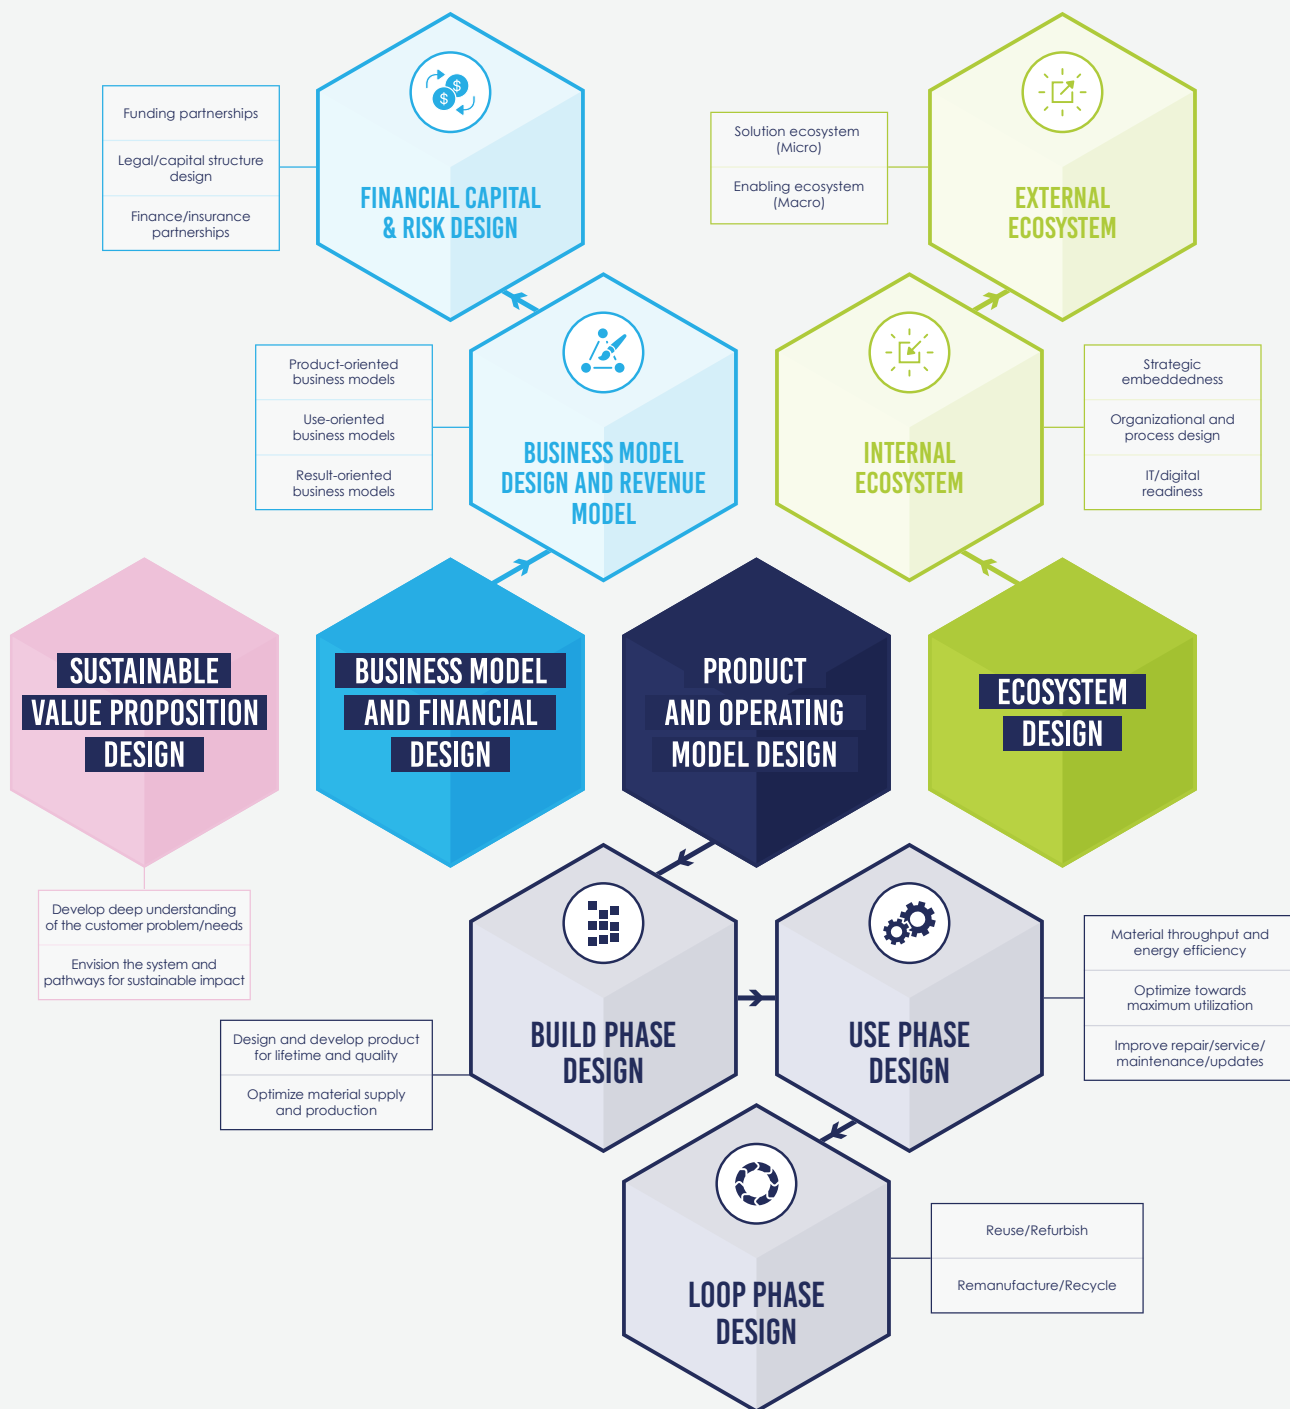 Funding partnerships
Legal/capital structure
design
Finance/insurance
partnerships
FINANCIAL CAPITAL
& RISK DESIGN
Solution ecosystem
(Micro)
Enabling ecosystem
(Macro)
EXTERNAL
ECOSYSTEM
Product-oriented
business models
Use-oriented
business models
Result-oriented
business models
BUSINESS MODEL
DESIGN AND REVENUE
MODEL
INTERNAL
ECOSYSTEM
Strategic
embeddedness
Organizational and
process design
IT/digital
readiness
SUSTAINABLE
VALUE PROPOSITION
DESIGN
BUSINESS MODEL
AND FINANCIAL
DESIGN
PRODUCT
AND OPERATING
MODEL DESIGN
ECOSYSTEM
DESIGN
Develop deep understanding
of the customer problem/needs
Envision the system and
pathways for sustainable impact
Design and develop product
for lifetime and quality
Optimize material supply
and production
BUILD PHASE
DESIGN
USE PHASE
DESIGN
Material throughput and
energy efficiency
Optimize towards
maximum utilization
Improve repair/service/
maintenance/updates
LOOP PHASE
DESIGN
Reuse/Refurbish
Remanufacture/Recycle